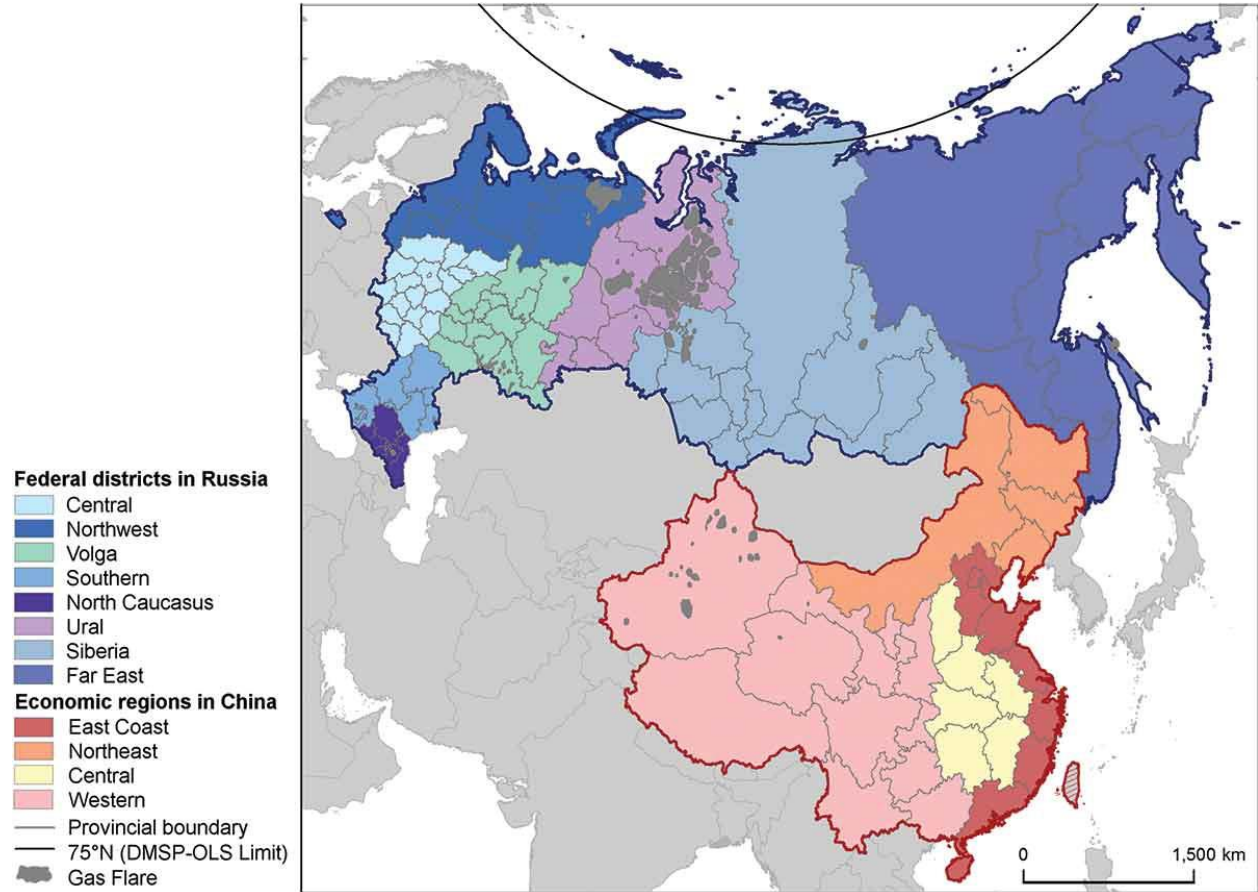 Federal districts in Russia
Central
Northwest
Volga
Southern
North Caucasus
Ural
Siberia
Far East
Economic regions in China
East Coast
Northeast
Central
Western
Provincial boundary
75°N (DMSP-OLS Limit)
Gas Flare
0 1,500 km